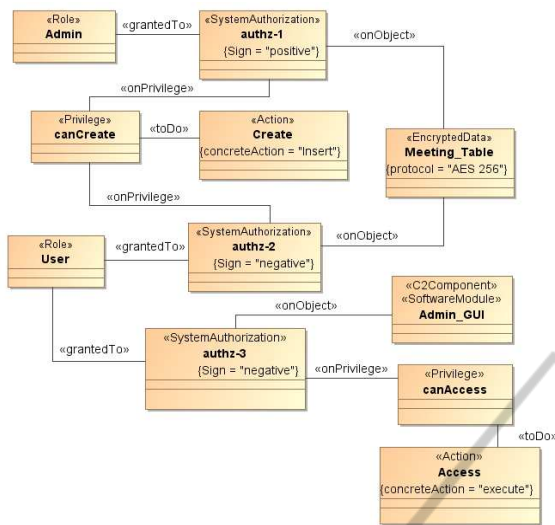 «Role»
Admin
«grantedTo»
«SystemAuthorization»
authz-1
{Sign = "positive"}
«onObject»
«onPrivilege»
«Privilege»
canCreate
«toDo»
«Action»
Create
{concreteAction = "Insert"}
«EncryptedData»
Meeting_Table
{protocol = "AES 256"}
«onPrivilege»
«Role»
User
«grantedTo»
«SystemAuthorization»
authz-2
{Sign = "negative"}
«onObject»
«C2Component»
«SoftwareModule»
Admin_GUI
«onObject»
«grantedTo»
«SystemAuthorization»
authz-3
{Sign = "negative"}
«onPrivilege»
«Privilege»
canAccess
«toDo»
«Action»
Access
{concreteAction = "execute"}